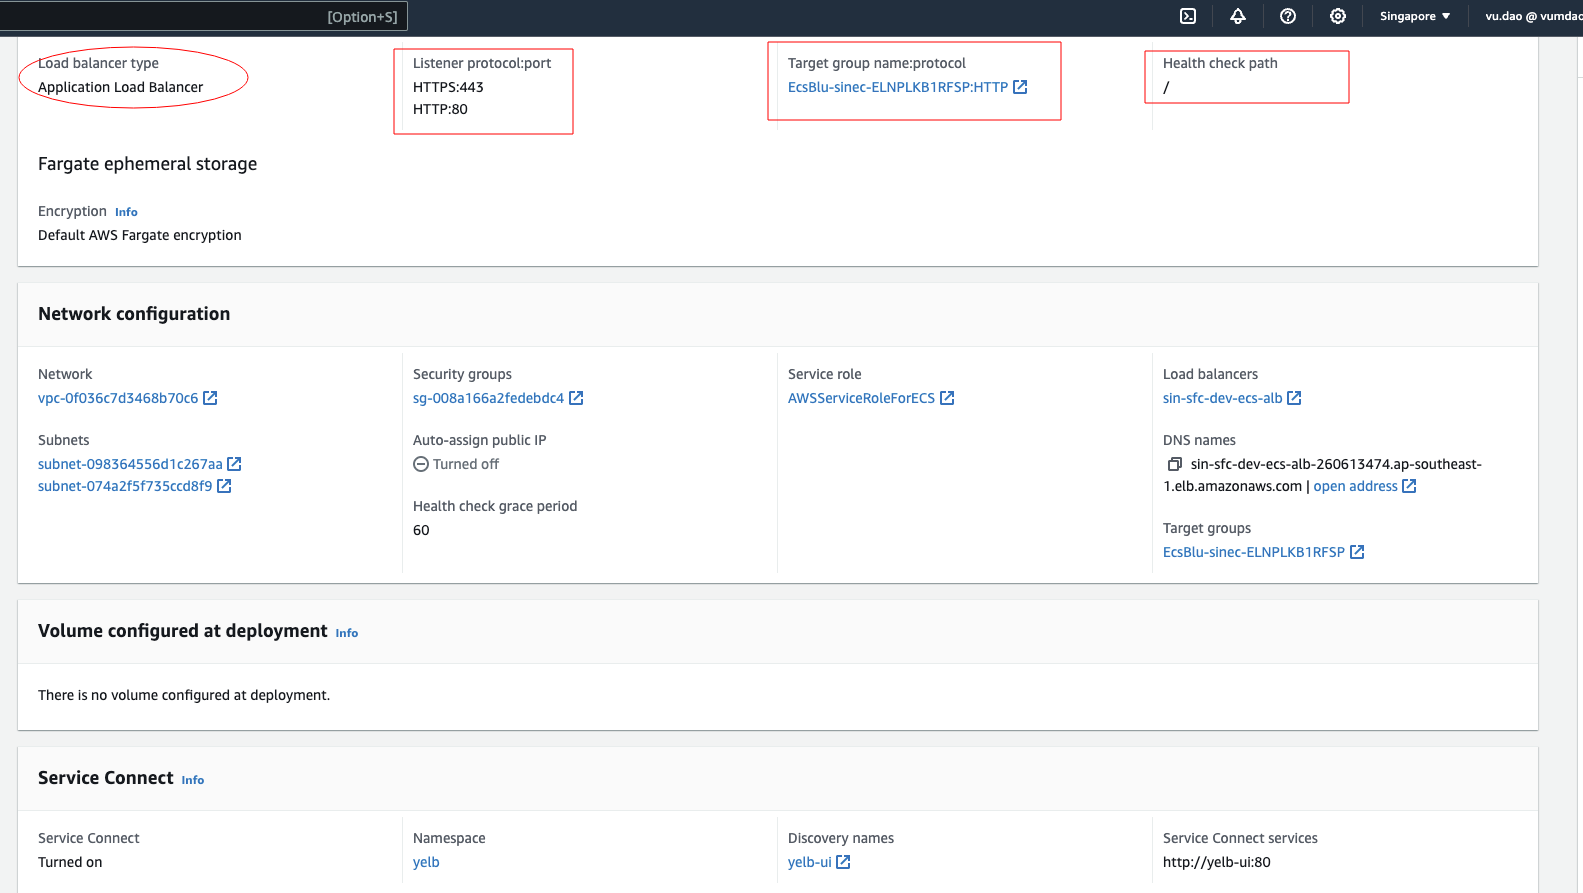 [Option+S]
Singapore
vu.dao @ vumdao
Load balancer type
Application Load Balancer
Listener protocol:port
HTTPS:443
HTTP:80
Target group name:protocol
EcsBlu-sinec-ELNPLKB1RFSP:HTTP
Health check path
/
Fargate ephemeral storage
Encryption Info
Default AWS Fargate encryption
Network configuration
Network
vpc-0f036c7d3468b70c6
Subnets
subnet-098364556d1c267aa
subnet-074a2f5f735ccd8f9
Security groups
sg-008a166a2fedebdc4
Auto-assign public IP
Turned off
Health check grace period
60
Service role
AWSServiceRoleForECS
Load balancers
sin-sfc-dev-ecs-alb
DNS names
sin-sfc-dev-ecs-alb-260613474.ap-southeast-
1.elb.amazonaws.com | open address
Target groups
EcsBlu-sinec-ELNPLKB1RFSP
Volume configured at deployment Info
There is no volume configured at deployment.
Service Connect Info
Service Connect
Turned on
Namespace
yelb
Discovery names
yelb-ui
Service Connect services
http://yelb-ui:80